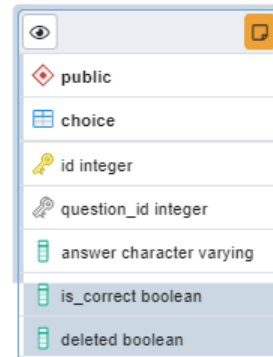 public
choice
id integer
question_id integer
answer character varying
is_correct boolean
deleted boolean